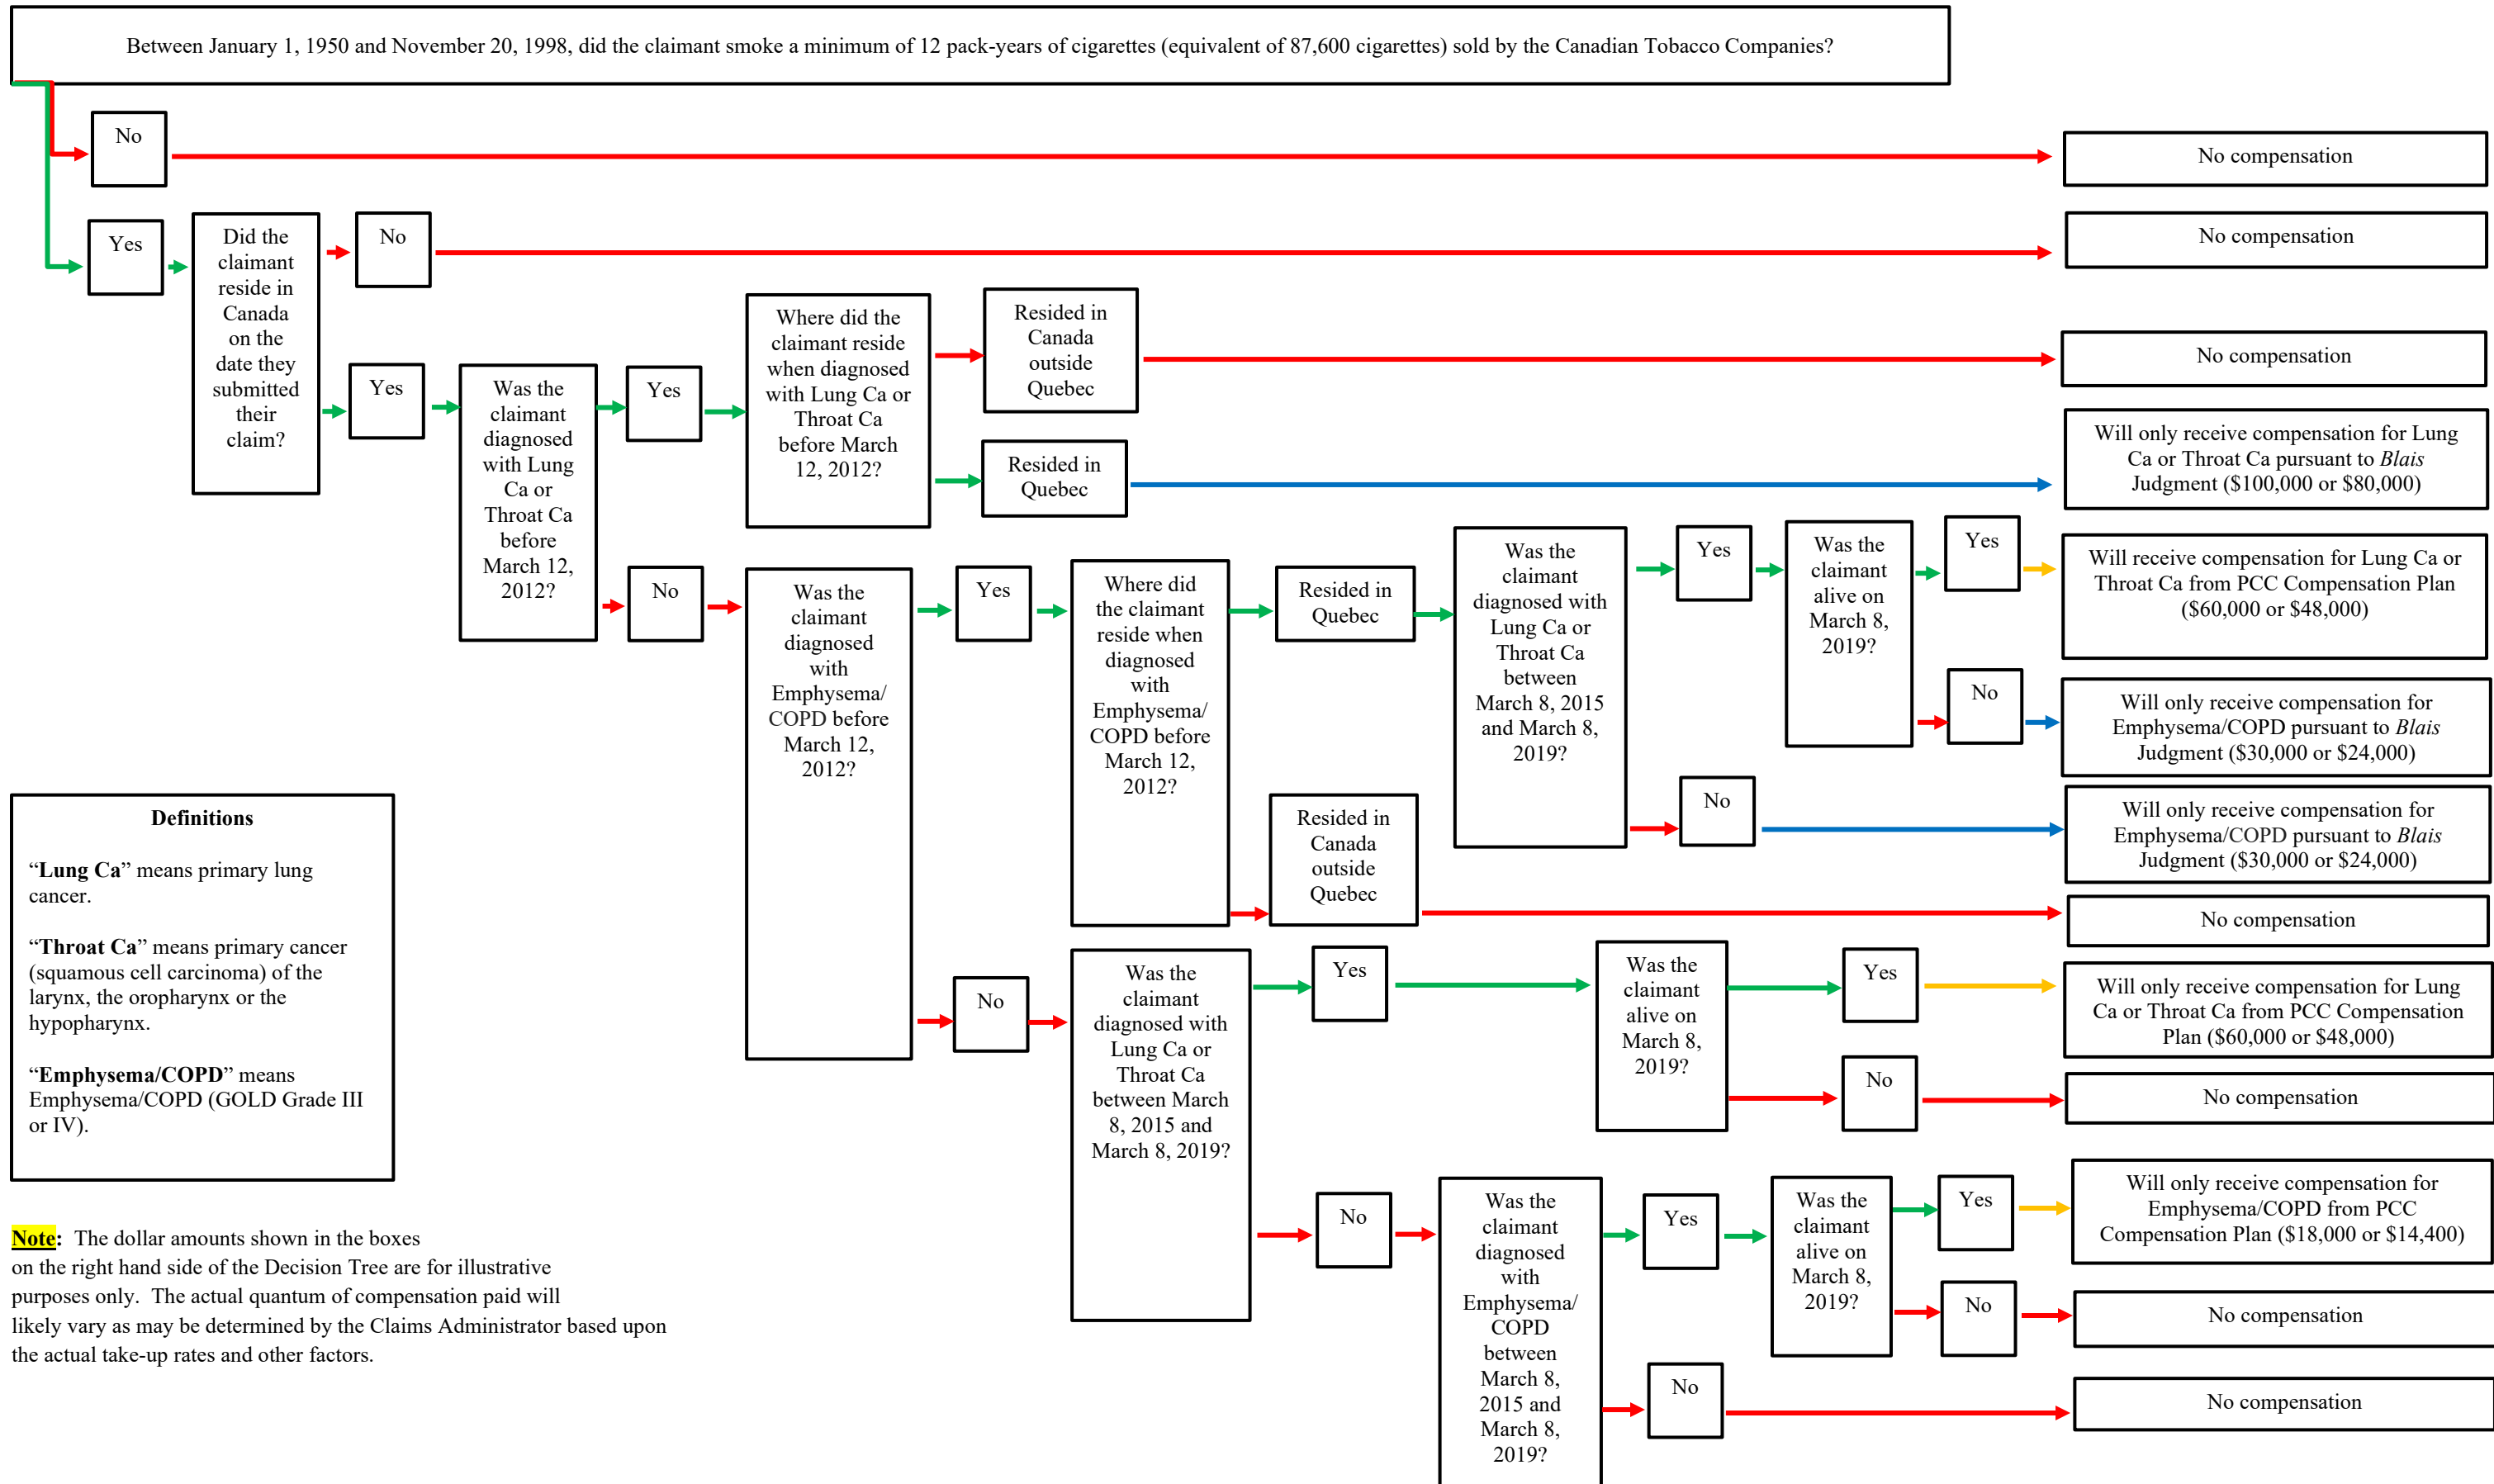 Between January 1, 1950 and November 20, 1998, did the claimant smoke a minimum of 12 pack-years of cigarettes (equivalent of 87,600 cigarettes) sold by the Canadian Tobacco Companies?
No
No compensation
Yes
Did the
claimant
reside in
Canada
on the
date they
submitted
their
claim?
No
No compensation
Yes
Was the
claimant
diagnosed
with Lung
Ca or
Throat Ca
before
March 12,
2012?
Yes
Where did the
claimant reside
when diagnosed
with Lung Ca or
Throat Ca
before March
12, 2012?
Resided in
Canada
outside
Quebec
No compensation
Resided in
Quebec
Will only receive compensation for Lung
Ca or Throat Ca pursuant to Blais
Judgment ($100,000 or $80,000)
No
Was the
claimant
diagnosed
with
Emphysema/
COPD before
March 12,
2012?
Yes
Where did
the claimant
reside when
diagnosed
with
Emphysema/
COPD before
March 12,
2012?
Resided in
Quebec
Was the
claimant
diagnosed with
Lung Ca or
Throat Ca
between
March 8, 2015
and March 8,
2019?
Yes
Was the
claimant
alive on
March 8,
2019?
Yes
Will receive compensation for Lung Ca or
Throat Ca from PCC Compensation Plan
($60,000 or $48,000)
No
Will only receive compensation for
Emphysema/COPD pursuant to Blais
Judgment ($30,000 or $24,000)
No
Will only receive compensation for
Emphysema/COPD pursuant to Blais
Judgment ($30,000 or $24,000)
Resided in
Canada
outside
Quebec
No compensation
No
Was the
claimant
diagnosed with
Lung Ca or
Throat Ca
between March
8, 2015 and
March 8, 2019?
Yes
Was the
claimant
alive on
March 8,
2019?
Yes
Will only receive compensation for Lung
Ca or Throat Ca from PCC Compensation
Plan ($60,000 or $48,000)
No
No compensation
No
Was the
claimant
diagnosed
with
Emphysema/
COPD
between
March 8,
2015 and
March 8,
2019?
Yes
Was the
claimant
alive on
March 8,
2019?
Yes
Will only receive compensation for
Emphysema/COPD from PCC
Compensation Plan ($18,000 or $14,400)
No
No compensation
No
No compensation
Definitions
“Lung Ca” means primary lung
cancer.
“Throat Ca” means primary cancer
(squamous cell carcinoma) of the
larynx, the oropharynx or the
hypopharynx.
“Emphysema/COPD” means
Emphysema/COPD (GOLD Grade III
or IV).
Note: The dollar amounts shown in the boxes
on the right hand side of the Decision Tree are for illustrative
purposes only. The actual quantum of compensation paid will
likely vary as may be determined by the Claims Administrator based upon
the actual take-up rates and other factors.